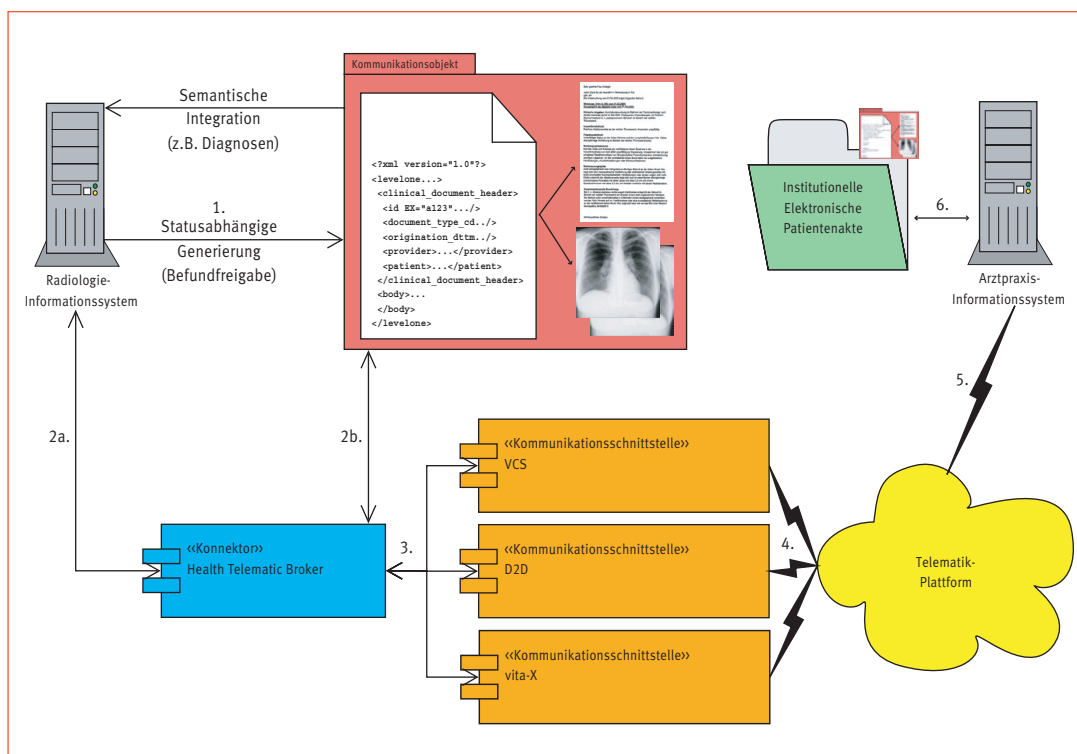 Kommunikationsobjekt
Semantische
Integration
(z.B. Diagnosen)
1.
Statusabhängige
Generierung
(Befundfreigabe)
Radiologie-
Informationssystem
<?xml version="1.0"?>
<levelone...>
<clinical_document_header>
<id EX="a123".../>
<document_type_cd../>
<origination_dttm../>
<provider>...</provider>
<patient>...</patient>
</clinical_document_header>
<body>...
</body>
</levelone>
Institutionelle
Elektronische
Patientenakte
6.
Arztpraxis-
Informationssystem
5.
2a.
2b.
«Konnektor»
Health Telematic Broker
3.
«Kommunikationsschnittstelle»
VCS
«Kommunikationsschnittstelle»
D2D
«Kommunikationsschnittstelle»
vita-X
4.
Telematik-
Plattform